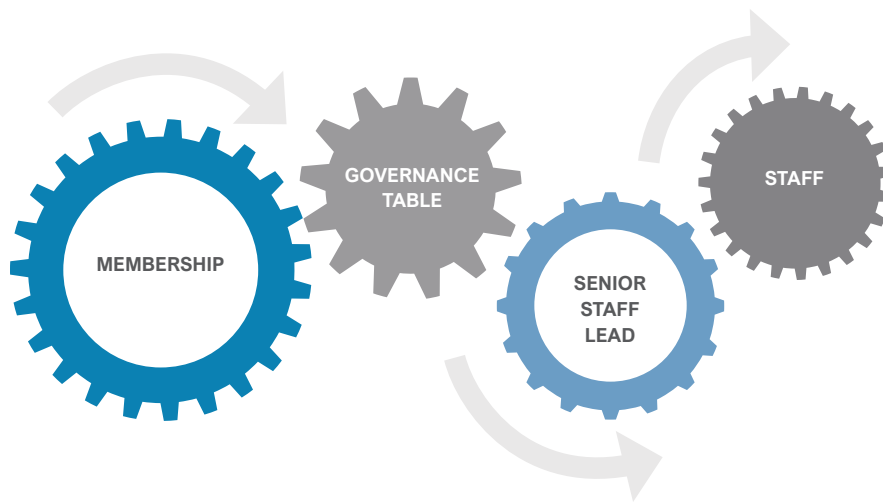 MEMBERSHIP
GOVERNANCE
TABLE
SENIOR
STAFF
LEAD
STAFF